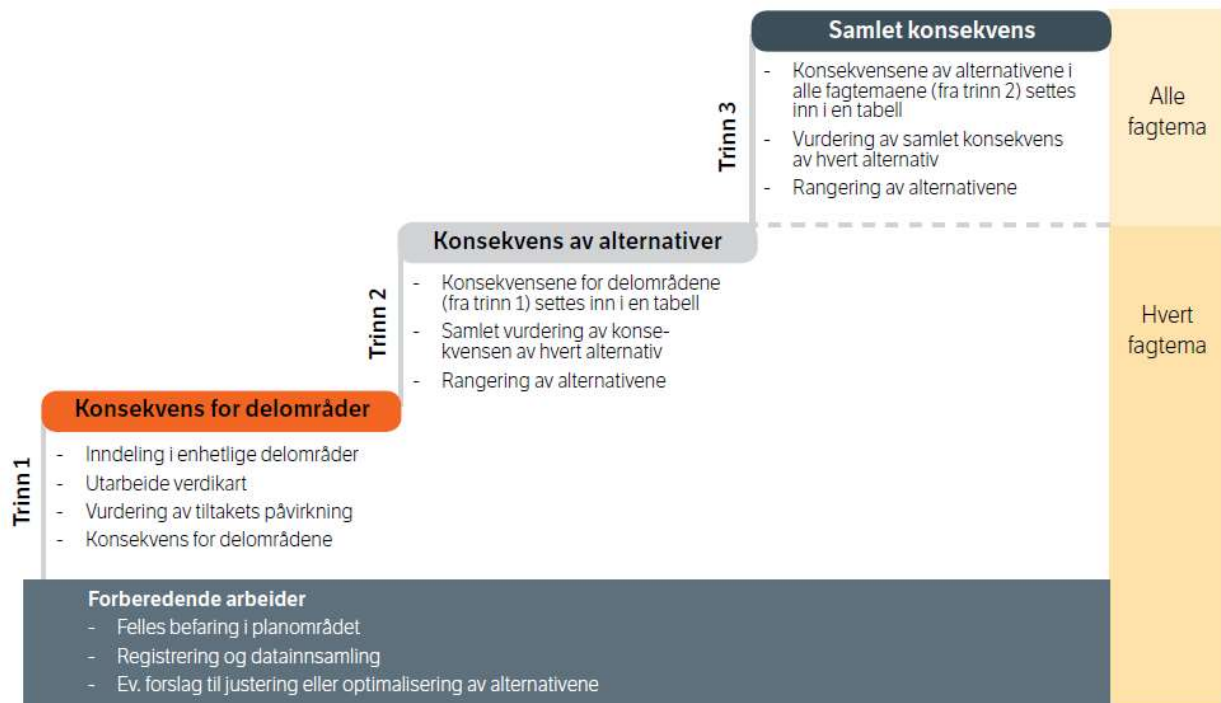 Samlet konsekvens
Trinn 3
- Konsekvensene av alternativene i
alle fagtemaene (fra trinn 2) settes
inn i en tabell
- Vurdering av samlet konsekvens
av hvert alternativ
- Rangering av alternativene
Alle
fagtema
Konsekvens av alternativer
Trinn 2
- Konsekvensene for delområdene
(fra trinn 1) settes inn i en tabell
- Samlet vurdering av konse-
kvensen av hvert alternativ
- Rangering av alternativene
Hvert
fagtema
Konsekvens for delområder
Trinn 1
- Inndeling i enhetlige delområder
- Utarbeide verdikart
- Vurdering av tiltakets påvirkning
- Konsekvens for delområdene
Forberedende arbeider
- Felles befaring i planområdet
- Registrering og datainnsamling
- Ev. forslag til justering eller optimalisering av alternativene